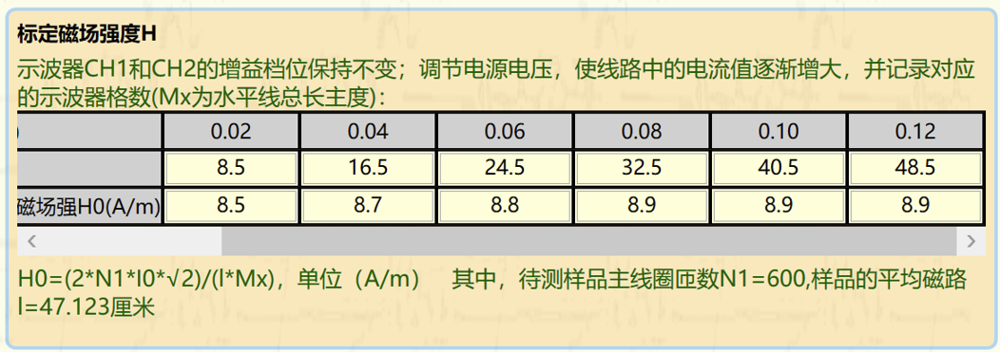 标定磁场强度H
示波器CH1和CH2的增益档位保持不变；调节电源电压，使线路中的电流值逐渐增大，并记录对应
的示波器格数(Mx为水平线总长主度)：
) 0.02 0.04 0.06 0.08 0.10 0.12
8.5 16.5 24.5 32.5 40.5 48.5
磁场强H0(A/m) 8.5 8.7 8.8 8.9 8.9 8.9
H0=(2*N1*I0*√2)/(l*Mx)，单位（A/m） 其中，待测样品主线圈匝数N1=600,样品的平均磁路
l=47.123厘米